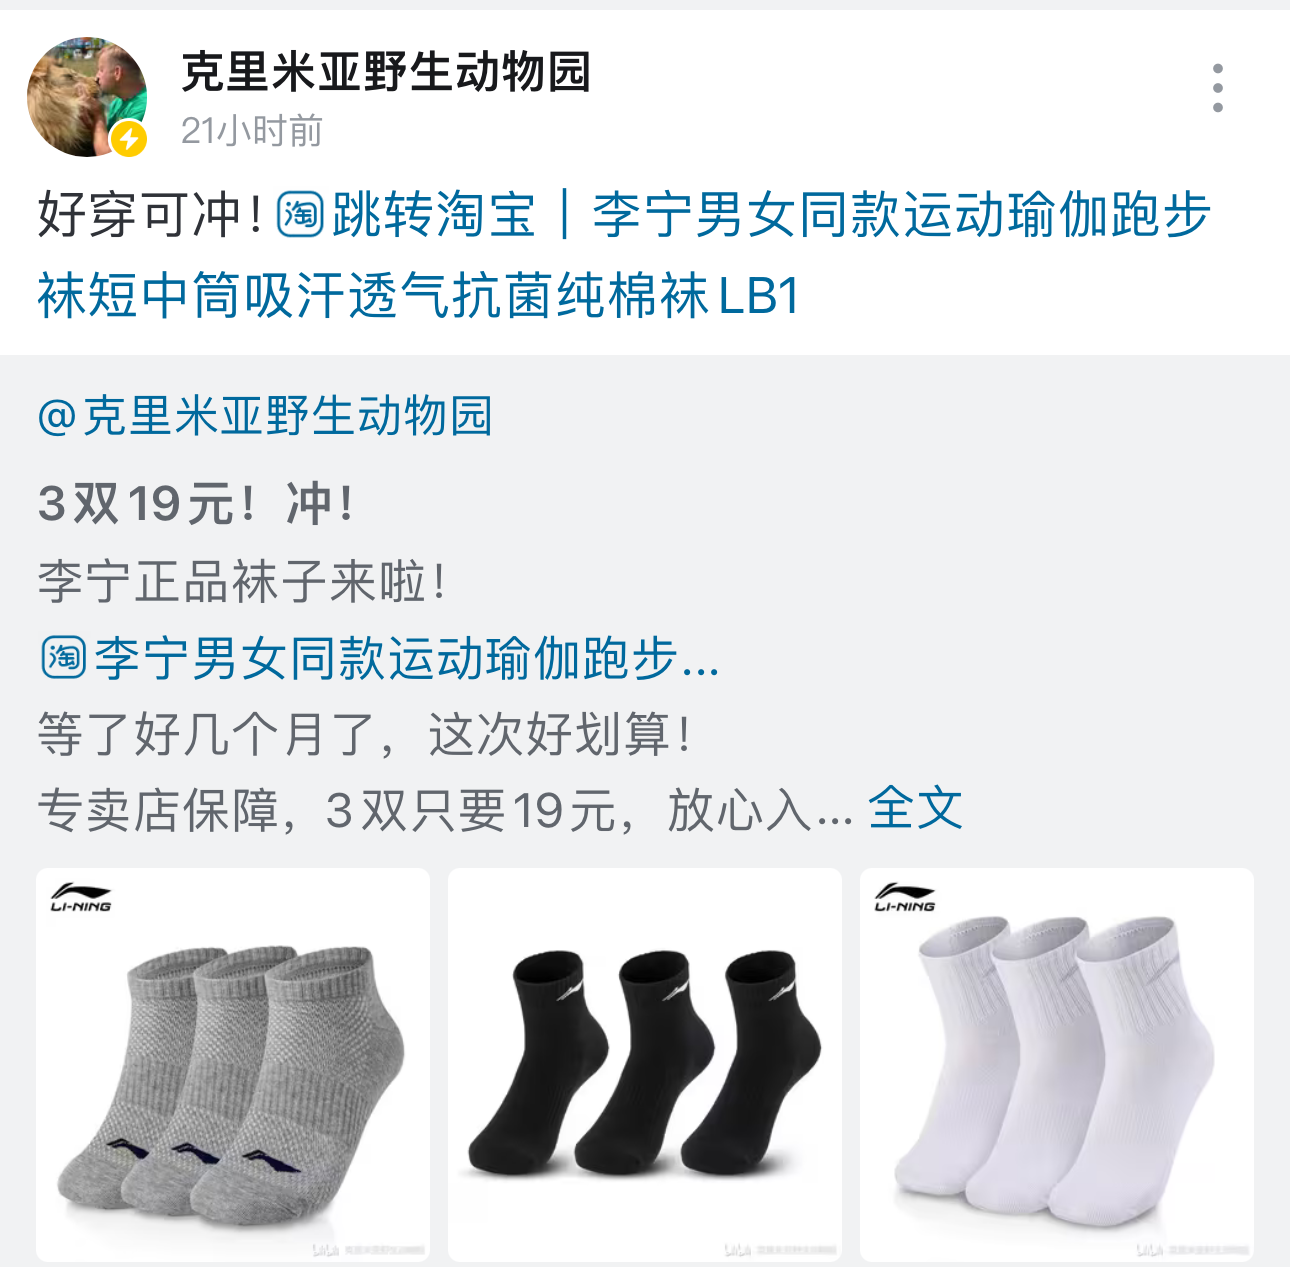 克里米亚野生动物园
21小时前
好穿可冲！淘跳转淘宝｜李宁男女同款运动瑜伽跑步
袜短中筒吸汗透气抗菌纯棉袜LB1
@克里米亚野生动物园
3双19元！冲！
李宁正品袜子来啦！
淘李宁男女同款运动瑜伽跑步...
等了好几个月了，这次好划算！
专卖店保障，3双只要19元，放心入... 全文
LI-NING
LI-NING